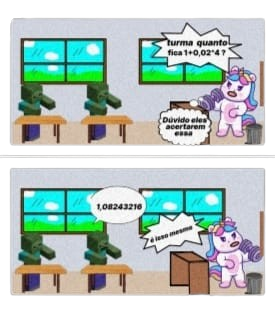 turma quanto
fica 1+0,02^4 ?
Dúvido eles
acertarem
essa
1,08243216
é isso mesmo